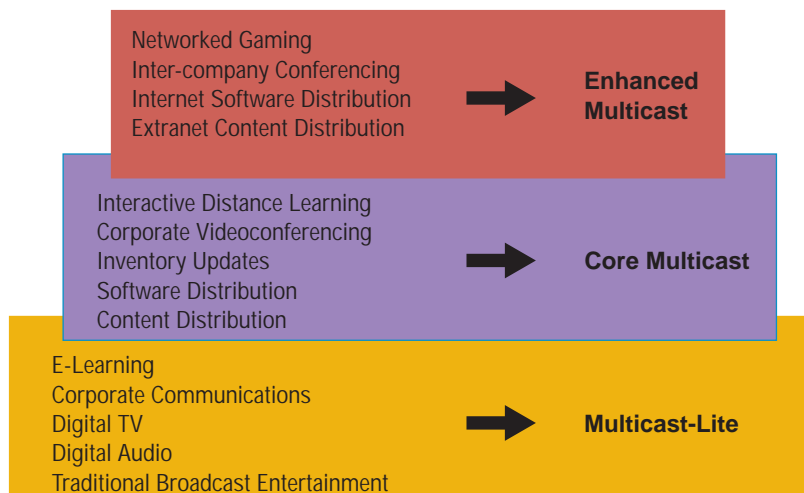 Networked Gaming
Inter-company Conferencing
Internet Software Distribution
Extranet Content Distribution
Enhanced
Multicast
Interactive Distance Learning
Corporate Videoconferencing
Inventory Updates
Software Distribution
Content Distribution
Core Multicast
E-Learning
Corporate Communications
Digital TV
Digital Audio
Traditional Broadcast Entertainment
Multicast-Lite